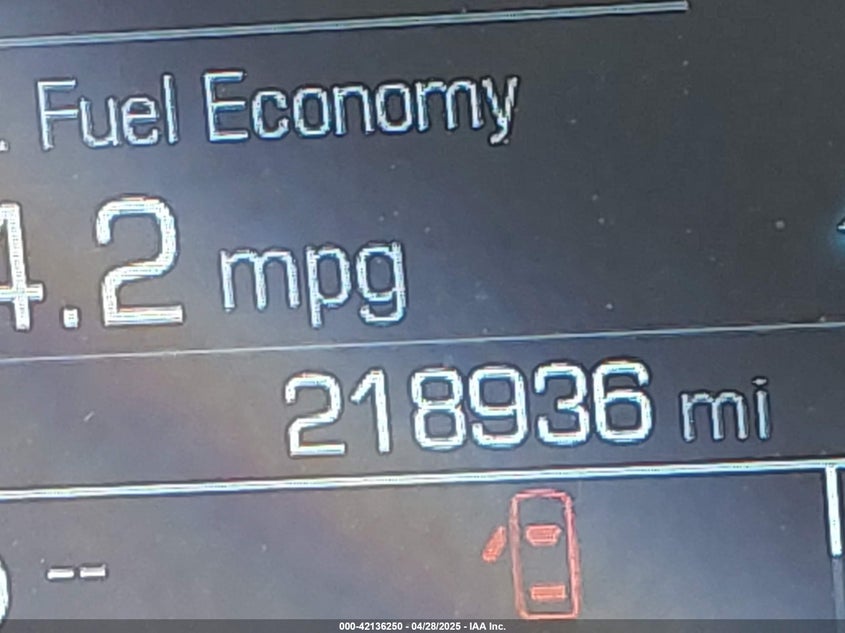 . Fuel Economy
4.2 mpg
218936 mi
--
000-42136250 - 04/28/2025 - IAA Inc.